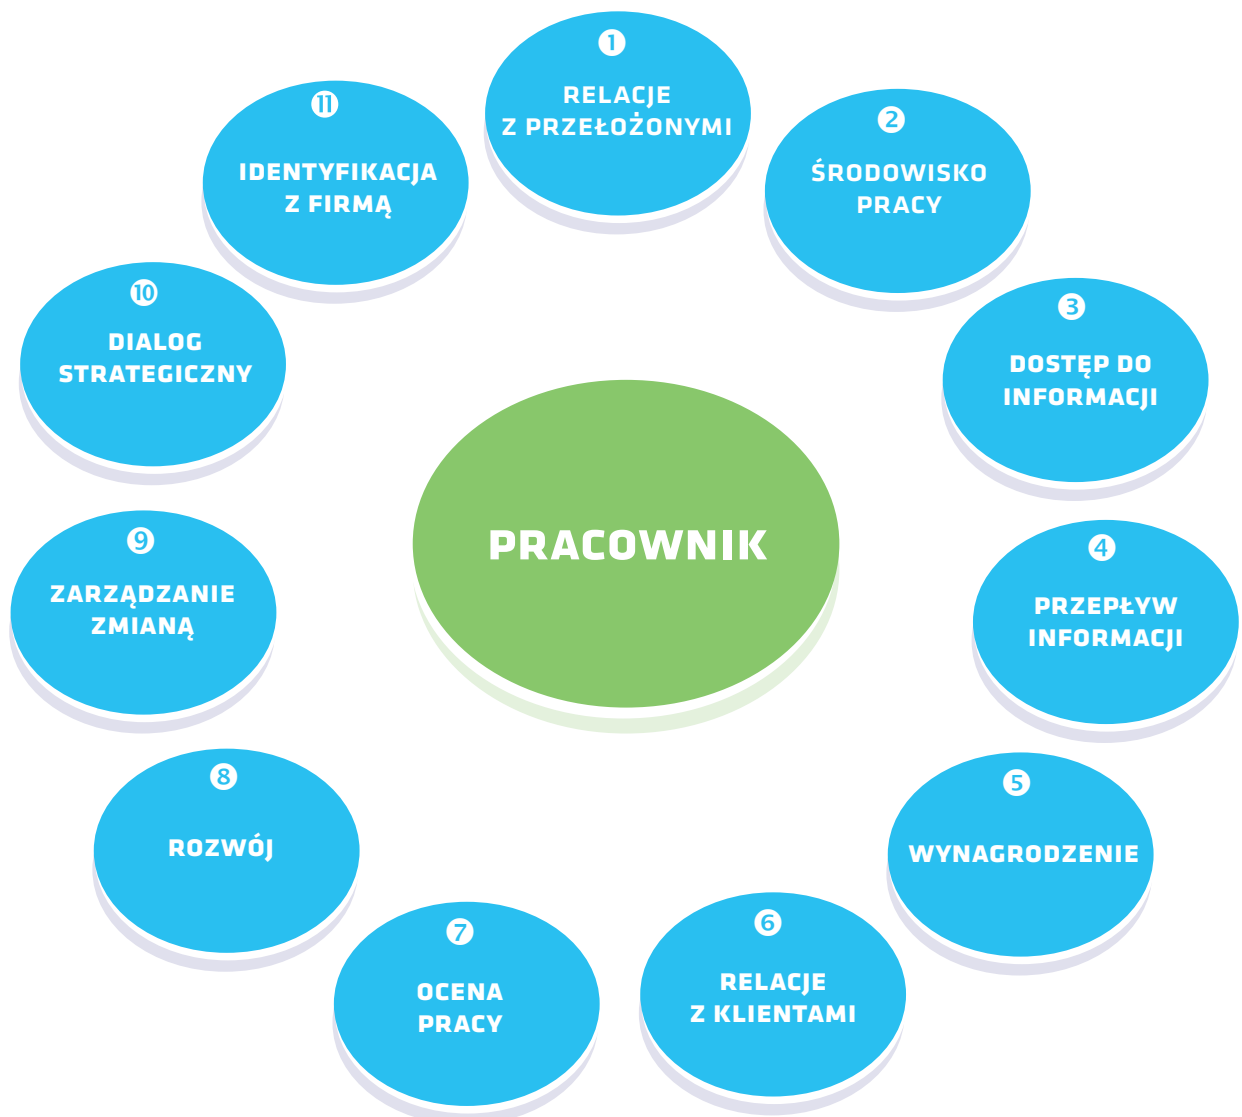 1
RELACJE
Z PRZEŁOŻONYMI
2
ŚRODOWISKO
PRACY
3
DOSTĘP DO
INFORMACJI
4
PRZEPŁYW
INFORMACJI
5
WYNAGRODZENIE
6
RELACJE
Z KLIENTAMI
7
OCENA
PRACY
8
ROZWÓJ
9
ZARZĄDZANIE
ZMIANĄ
10
DIALOG
STRATEGICZNY
11
IDENTYFIKACJA
Z FIRMĄ
PRACOWNIK